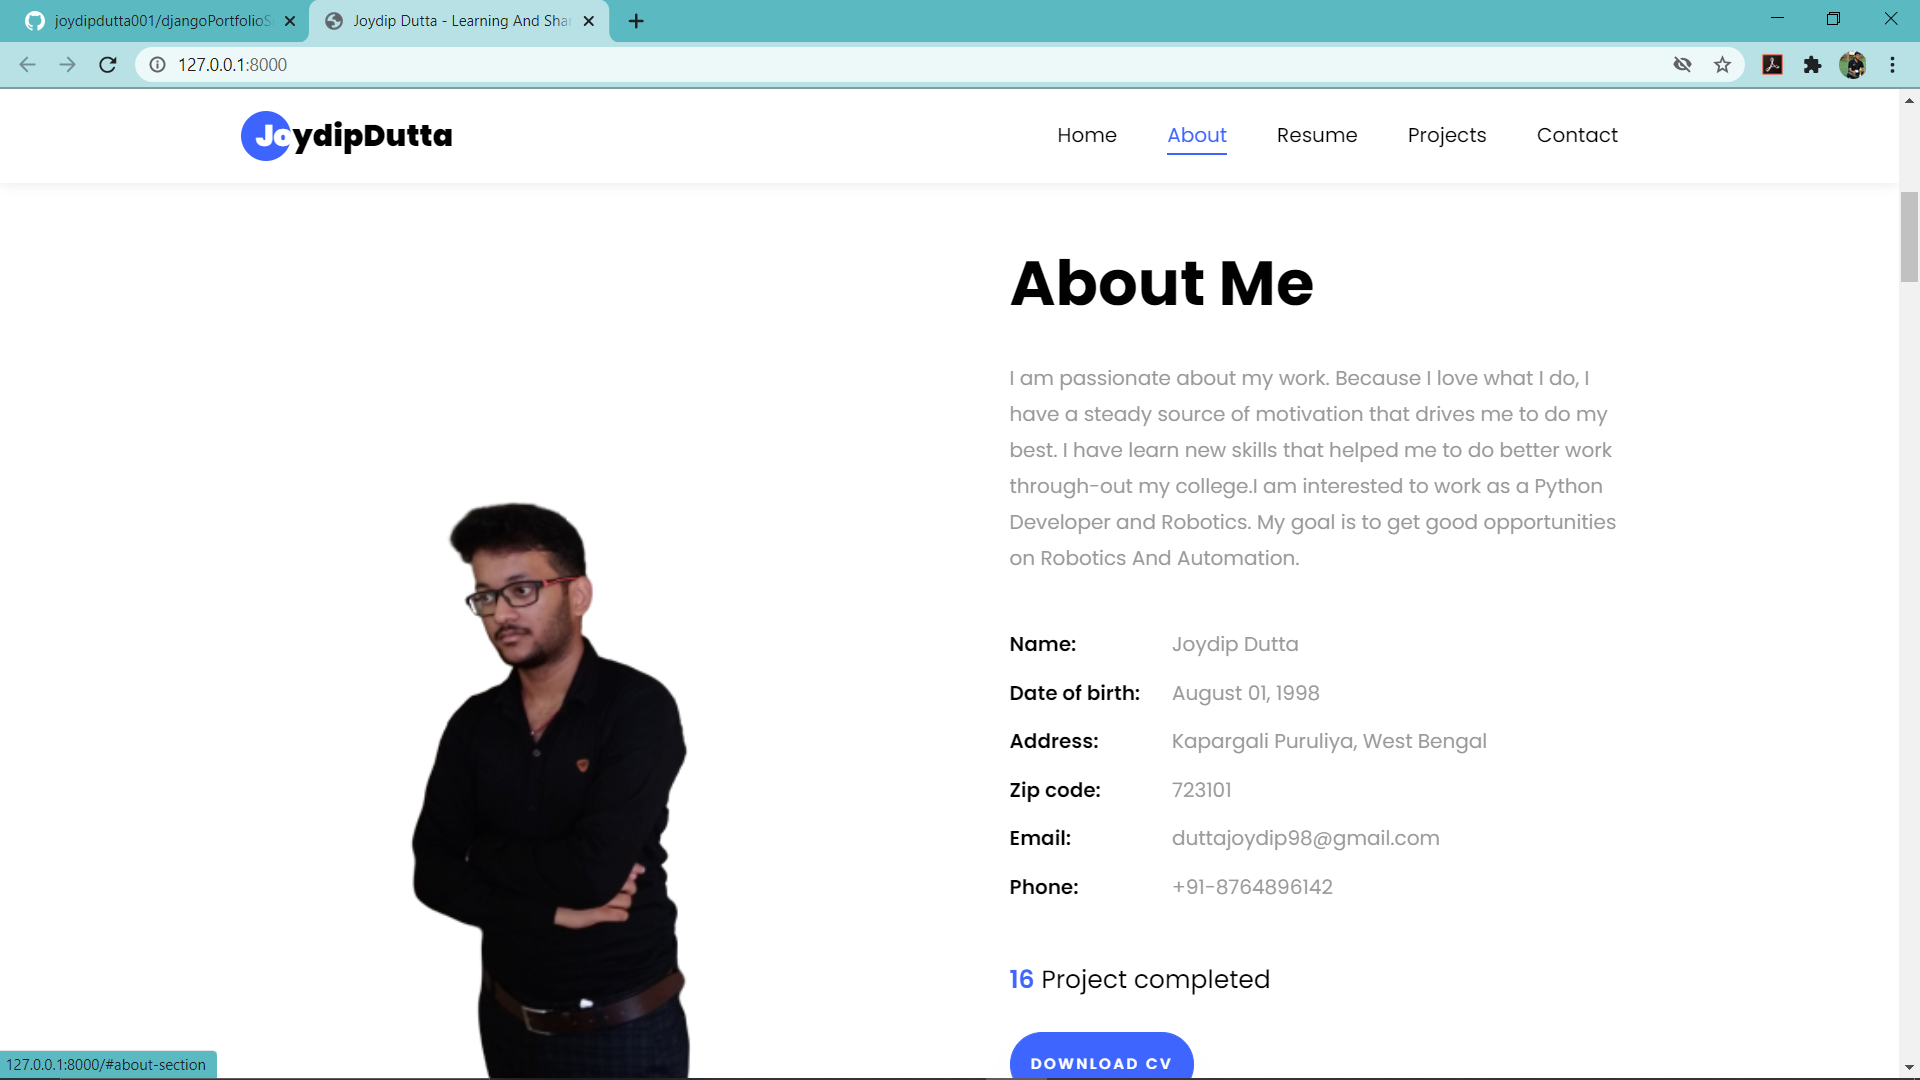 joydipdutta001/djangoPortfolioSi
Joydip Dutta - Learning And Shar
127.0.0.1:8000
JoydipDutta
Home
About
Resume
Projects
Contact
About Me
I am passionate about my work. Because I love what I do, I
have a steady source of motivation that drives me to do my
best. I have learn new skills that helped me to do better work
through-out my college.I am interested to work as a Python
Developer and Robotics. My goal is to get good opportunities
on Robotics And Automation.
Name: Joydip Dutta
Date of birth: August 01, 1998
Address: Kapargali Puruliya, West Bengal
Zip code: 723101
Email: duttajoydip98@gmail.com
Phone: +91-8764896142
16 Project completed
DOWNLOAD CV
127.0.0.1:8000/#about-section